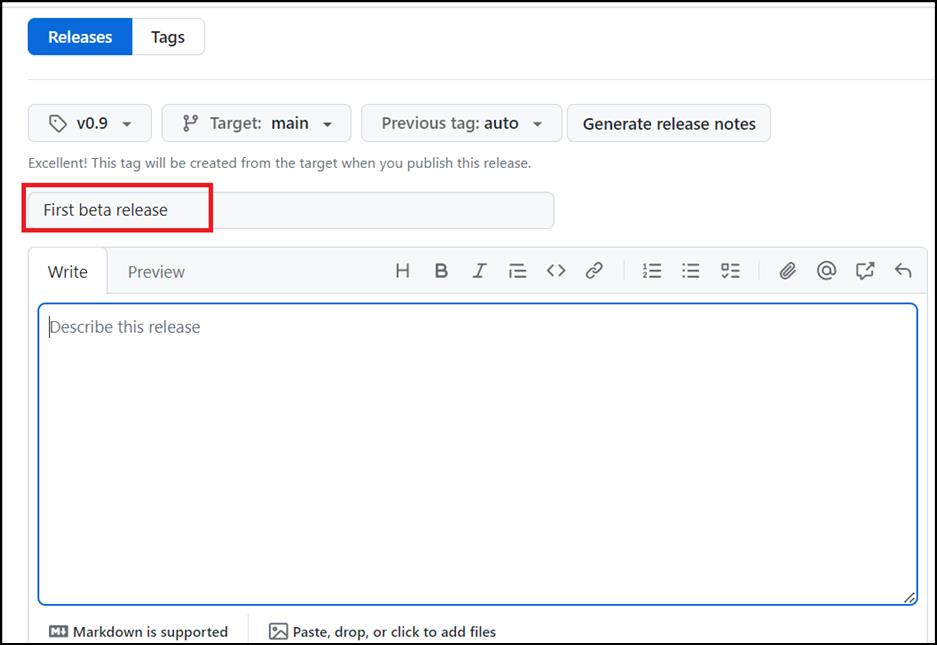 Releases Tags
v0.9 Target: main Previous tag: auto Generate release notes
Excellent! This tag will be created from the target when you publish this release.
First beta release
Write Preview H B I
Describe this release
Markdown is supported Paste, drop, or click to add files